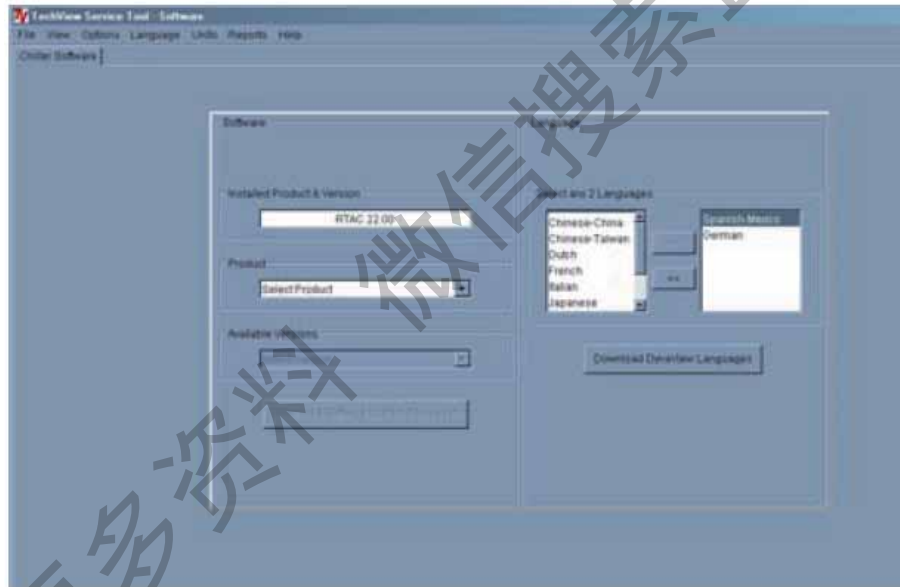 TechView Service Tool - Software
File View Options Language Units Reports Help
Chiller Software
Software
Language
Installed Product & Version
RTAC 22.00
Select any 2 Languages
Chinese-China
Chinese-Taiwan
Dutch
French
Italian
Japanese
<<
Spanish-Mexico
German
Product
Select Product
Available Versions
Download DynaView Languages
更多资料 微信搜索